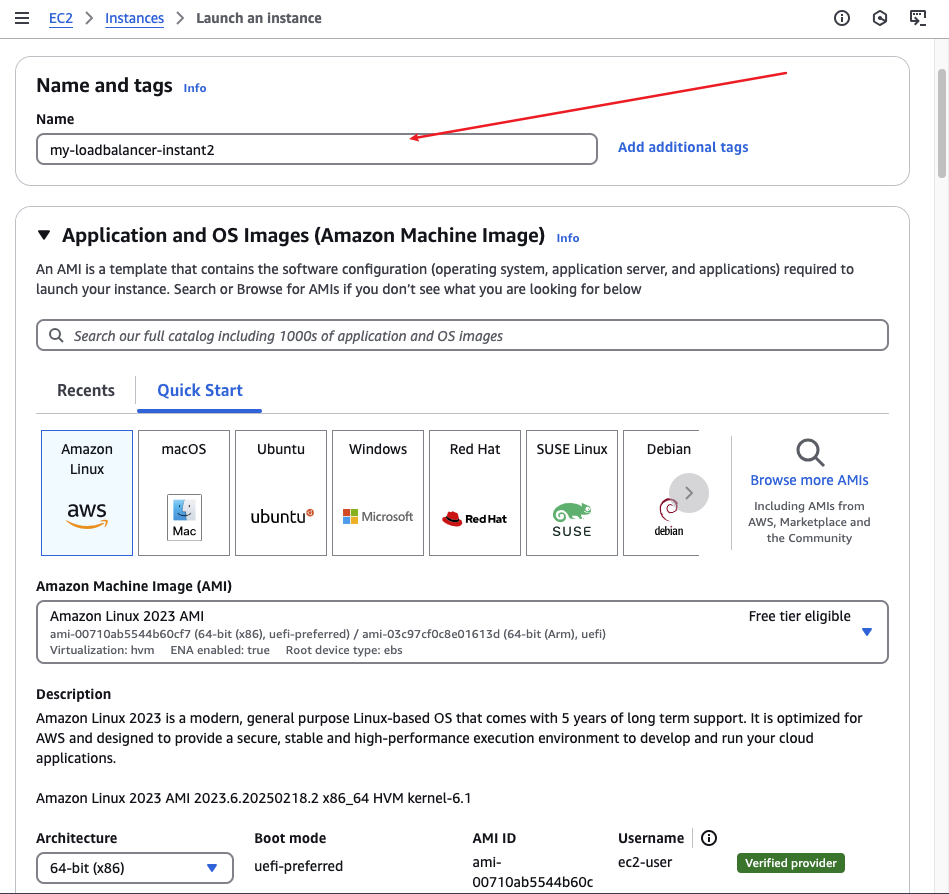 EC2 > Instances > Launch an instance
Name and tags Info
Name
my-loadbalancer-instant2
Add additional tags
Application and OS Images (Amazon Machine Image) Info
An AMI is a template that contains the software configuration (operating system, application server, and applications) required to
launch your instance. Search or Browse for AMIs if you don't see what you are looking for below
Search our full catalog including 1000s of application and OS images
Recents
Quick Start
Amazon
Linux
aws
macOS
Mac
Ubuntu
ubuntu
Windows
Microsoft
Red Hat
Red Hat
SUSE Linux
SUSE
Debian
debian
Browse more AMIs
Including AMIs from
AWS, Marketplace and
the Community
Amazon Machine Image (AMI)
Amazon Linux 2023 AMI
Free tier eligible
ami-00710ab5544b60cf7 (64-bit (x86), uefi-preferred) / ami-03c97cf0c8e01613d (64-bit (Arm), uefi)
Virtualization: hvm ENA enabled: true Root device type: ebs
Description
Amazon Linux 2023 is a modern, general purpose Linux-based OS that comes with 5 years of long term support. It is optimized for
AWS and designed to provide a secure, stable and high-performance execution environment to develop and run your cloud
applications.
Amazon Linux 2023 AMI 2023.6.20250218.2 x86_64 HVM kernel-6.1
Architecture
64-bit (x86)
Boot mode
uefi-preferred
AMI ID
ami-
00710ab5544b60c
Username
ec2-user
Verified provider